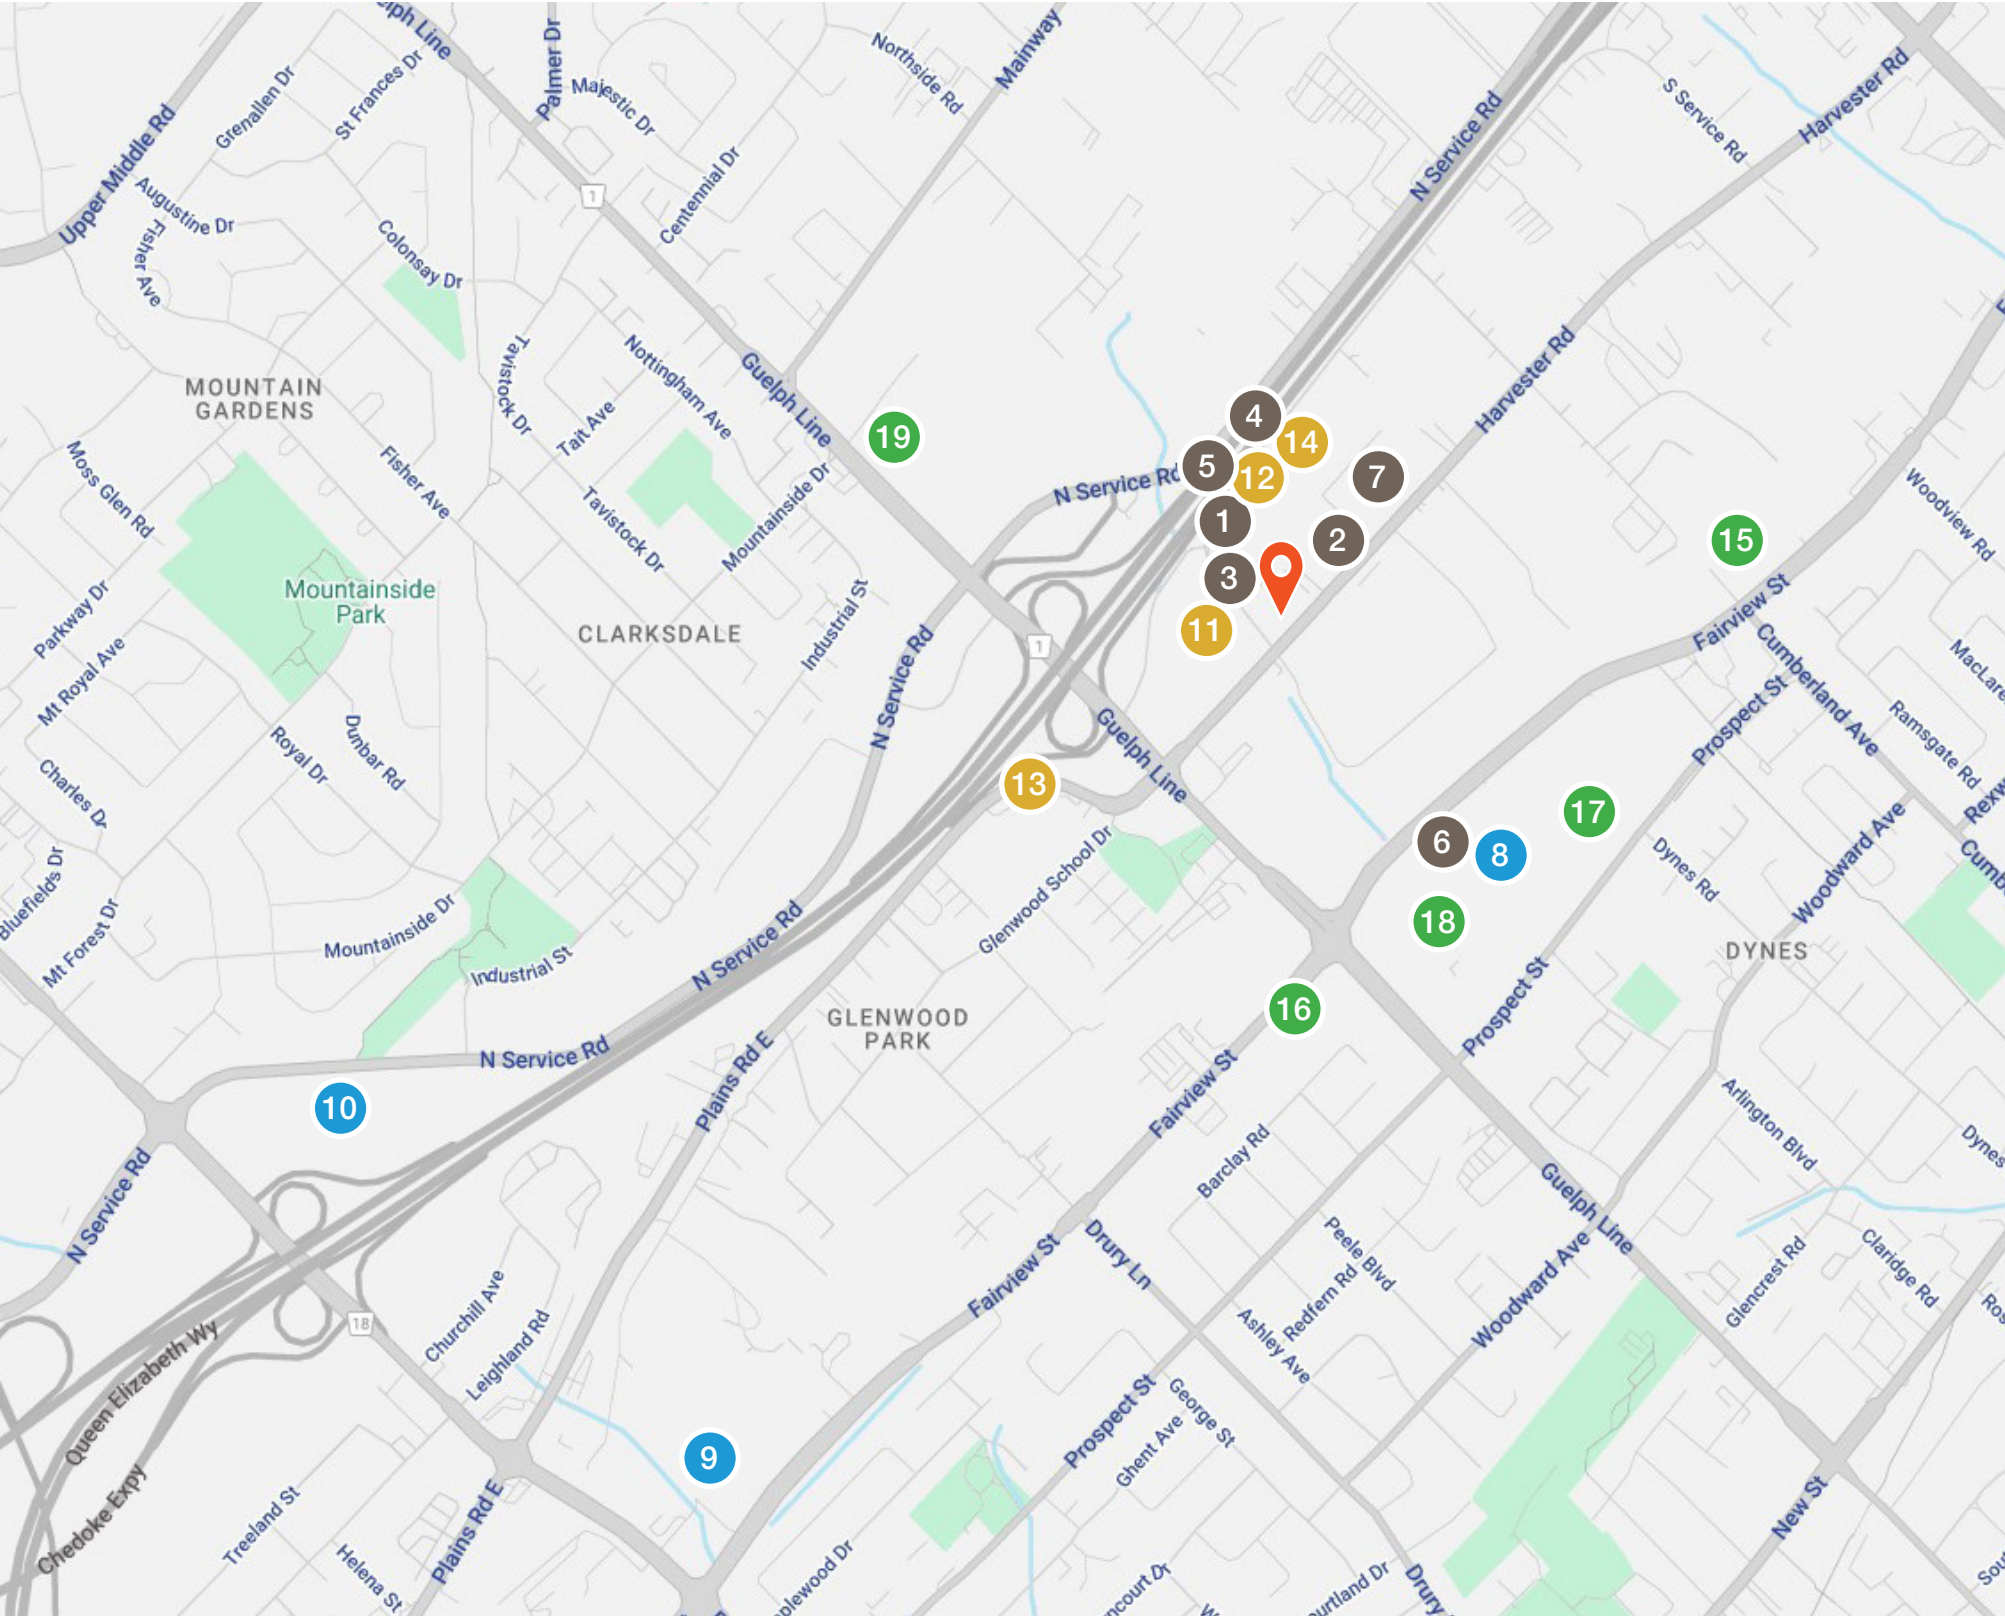 Guelph Line
Palmer Dr
Mainway
Northside Rd
Grenallen Dr
St Frances Dr
Majestic Dr
N Service Rd
S Service Rd
Harvester Rd
Upper Middle Rd
Centennial Dr
1
Augustine Dr
Fisher Ave
Colonsay Dr
Tavistock Dr
Nottingham Ave
Guelph Line
Harvester Rd
MOUNTAIN
GARDENS
Tait Ave
4
14
19
5
12
7
N Service Rd
Moss Glen Rd
Fisher Ave
Mountainside Dr
Woodview Rd
Tavistock Dr
1
2
15
3
Mountainside
Park
Parkway Dr
CLARKSDALE
Industrial St
11
Fairview St
1
Mt Royal Ave
N Service Rd
Cumberland Ave
Prospect St
Ramsgate Rd
Royal Dr
Dunbar Rd
Guelph Line
13
Charles Dr
17
6
8
Glenwood School Dr
Dynes Rd
Woodward Ave
Bluefields Dr
18
Mt Forest Dr
Mountainside Dr
Industrial St
N Service Rd
DYNES
Prospect St
16
GLENWOOD
PARK
N Service Rd
Plains Rd E
Fairview St
10
Arlington Blvd
Dynes
Barclay Rd
N Service Rd
Guelph Line
Drury Ln
Peele Blvd
Fairview St
Redfern Rd
Woodward Ave
Glencrest Rd
Claridge Rd
Churchill Ave
18
Leighland Rd
Ashley Ave
Queen Elizabeth Wy
Prospect St
George St
Ghent Ave
9
Chedoke Expy
Treeland St
Plains Rd E
New St
Helena St
Drury